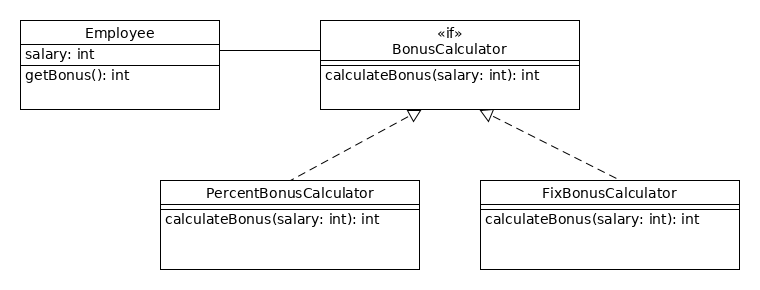 Employee
salary: int
getBonus(): int
«if»
BonusCalculator
calculateBonus(salary: int): int
PercentBonusCalculator
calculateBonus(salary: int): int
FixBonusCalculator
calculateBonus(salary: int): int